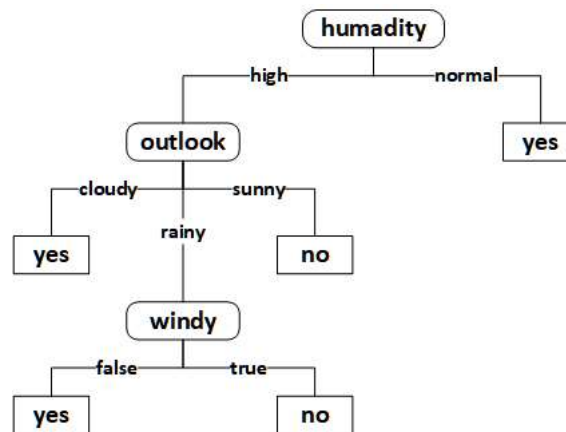 humadity
high normal
outlook yes
cloudy sunny
rainy
yes no
windy
false true
yes no